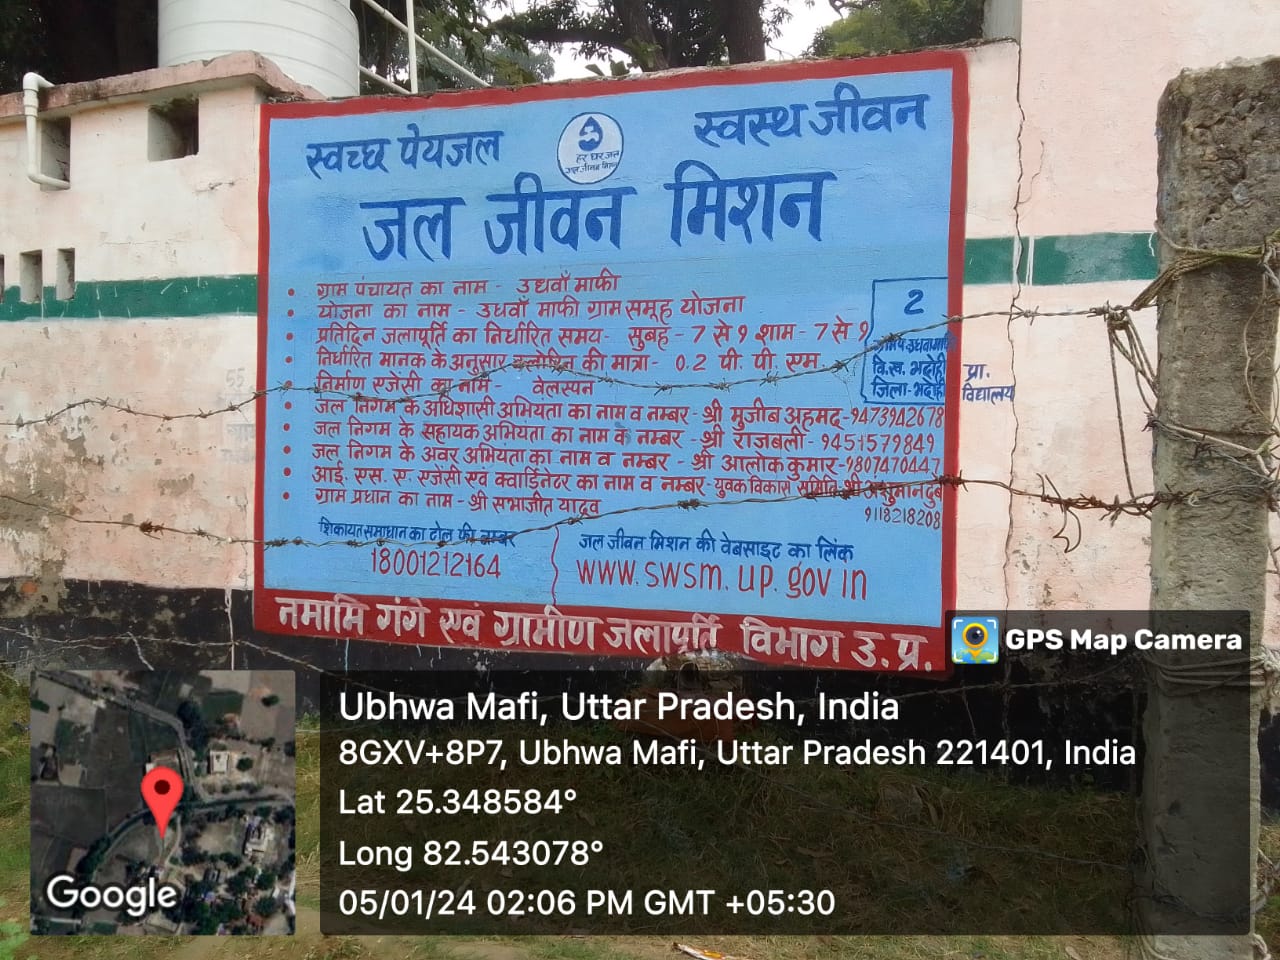 स्वच्छ पेयजल
हर घर जल
जल जीवन मिशन
स्वस्थ जीवन
जल जीवन मिशन
• ग्राम पंचायत का नाम - उधवाँ माफी
• योजना का नाम - उधवाँ माफी ग्राम समूह योजना
• प्रतिदिन जलापूर्ति का निर्धारित समय - सुबह - 7 से 9 शाम - 7 से 9
• निर्धारित मानक के अनुसार क्लोरिन की मात्रा - 0.2 पी. पी. एम.
• निर्माण एजेंसी का नाम - वेलस्पन
• जल निगम के अधिशासी अभियंता का नाम व नम्बर - श्री मुजीब अहमद - 9473942678
• जल निगम के सहायक अभियंता का नाम व नम्बर - श्री राजबली - 9451579849
• जल निगम के अवर अभियंता का नाम व नम्बर - श्री आलोक कुमार - 9807470447
• आई. एस. ए. एजेंसी एवं क्वार्डिनेटर का नाम व नम्बर - युवक विकास समिति श्री
9118218208
• ग्राम प्रधान का नाम - श्री सभाजीत यादव
2
वि.ख. भदोही
जिला - भदोही
प्रा.
विद्यालय
शिकायत समाधान का टोल फ्री नम्बर
18001212164
जल जीवन मिशन की वेबसाइट का लिंक
www.swsm.up.gov in
नमामि गंगे एवं ग्रामीण जलापूर्ति विभाग उ.प्र.
GPS Map Camera
Ubhwa Mafi, Uttar Pradesh, India
8GXV+8P7, Ubhwa Mafi, Uttar Pradesh 221401, India
Lat 25.348584°
Long 82.543078°
05/01/24 02:06 PM GMT +05:30
Google